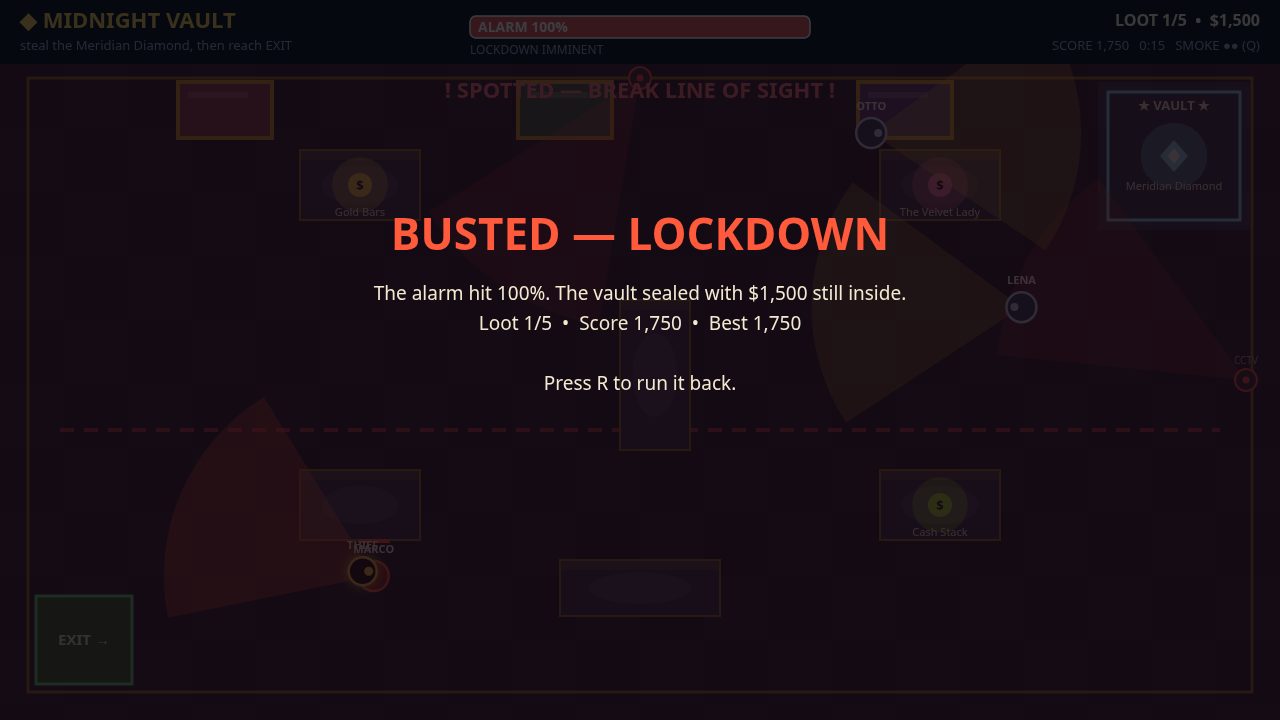 ◆ MIDNIGHT VAULT
steal the Meridian Diamond, then reach EXIT
ALARM 100%
LOCKDOWN IMMINENT
LOOT 1/5 • $1,500
SCORE 1,750 0:15 SMOKE ●● (Q)
! SPOTTED — BREAK LINE OF SIGHT !
OTTO
★ VAULT ★
Meridian Diamond
$
Gold Bars
$
The Velvet Lady
BUSTED — LOCKDOWN
The alarm hit 100%. The vault sealed with $1,500 still inside.
Loot 1/5 • Score 1,750 • Best 1,750
Press R to run it back.
LENA
CCTV
$
Cash Stack
THIEF
MARCO
EXIT →